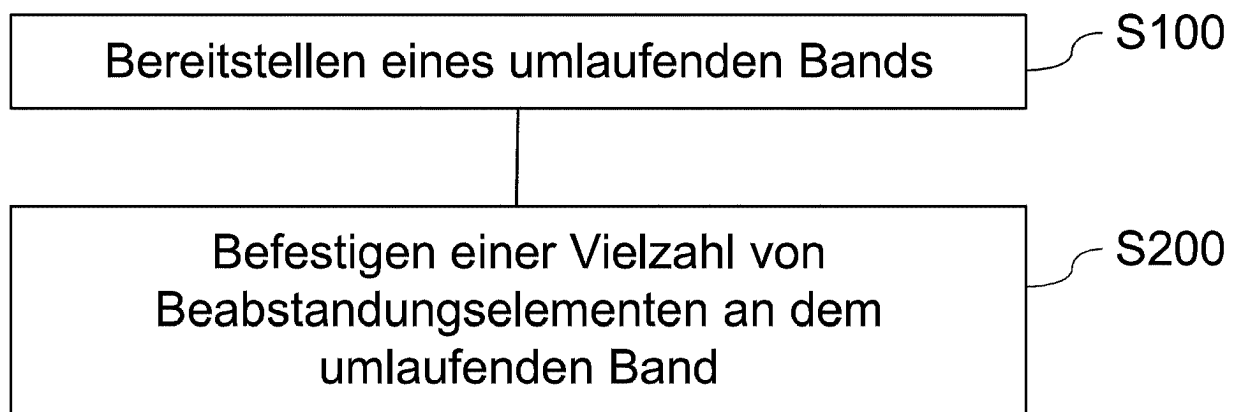 Bereitstellen eines umlaufenden Bands
S100
Befestigen einer Vielzahl von
Beabstandungselementen an dem
umlaufenden Band
S200